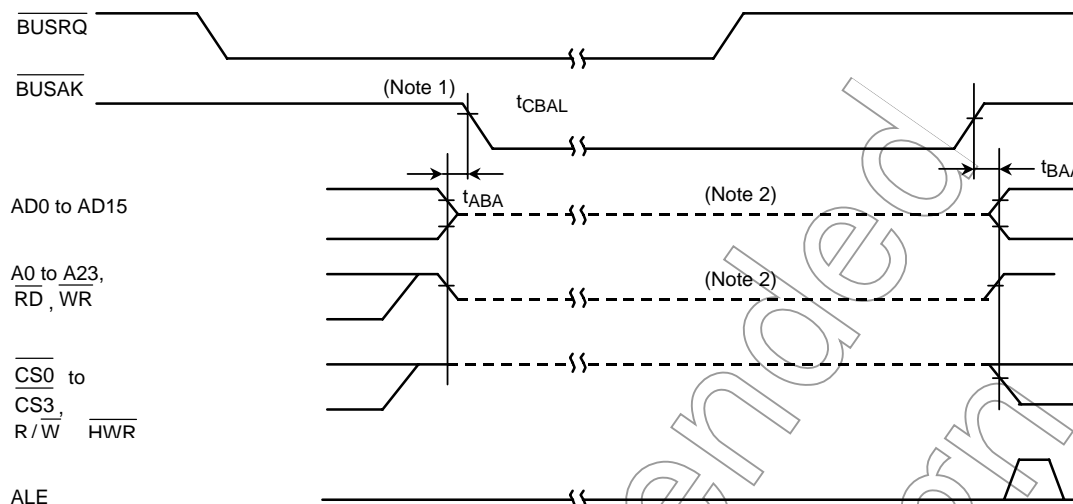 BUSRQ
BUSAK
(Note 1)
tCBAL
tBAA
tABA
AD0 to AD15
(Note 2)
A0 to A23,
RD , WR
(Note 2)
CS0 to
CS3,
R / W HWR
ALE